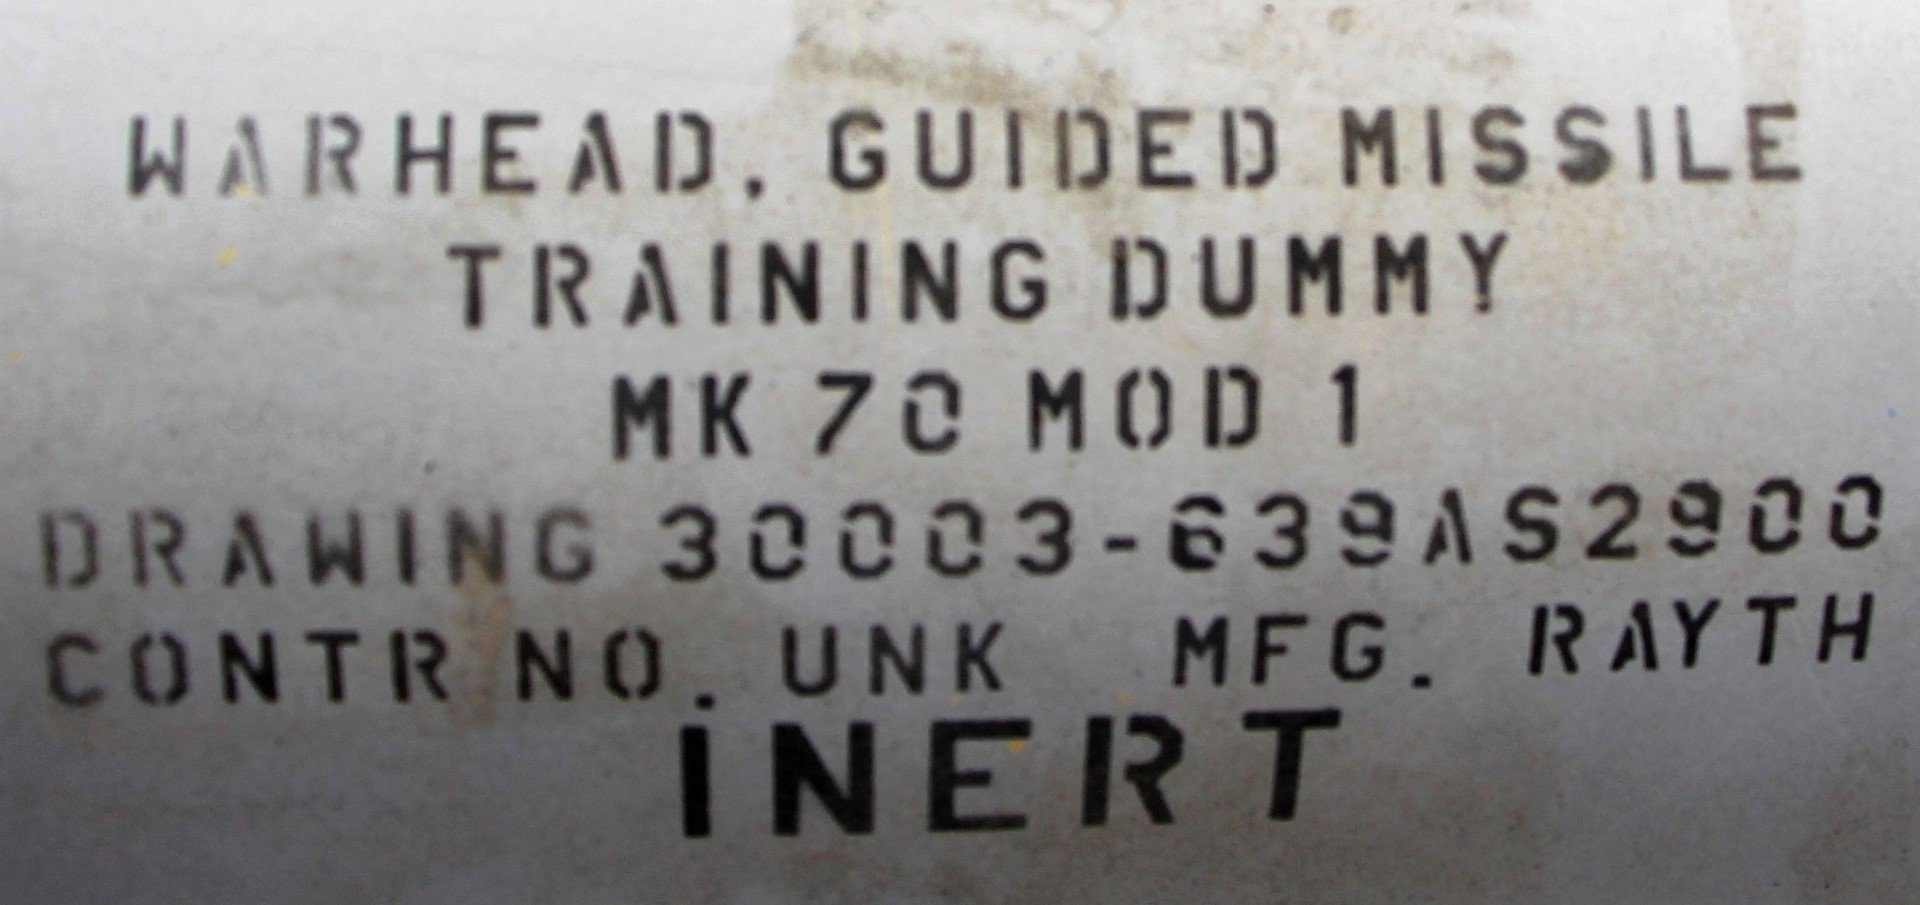 WARHEAD, GUIDED MISSILE
TRAINING DUMMY
MK 70 MOD 1
DRAWING 30003-639AS2900
CONTR NO. UNK MFG. RAYTH
INERT